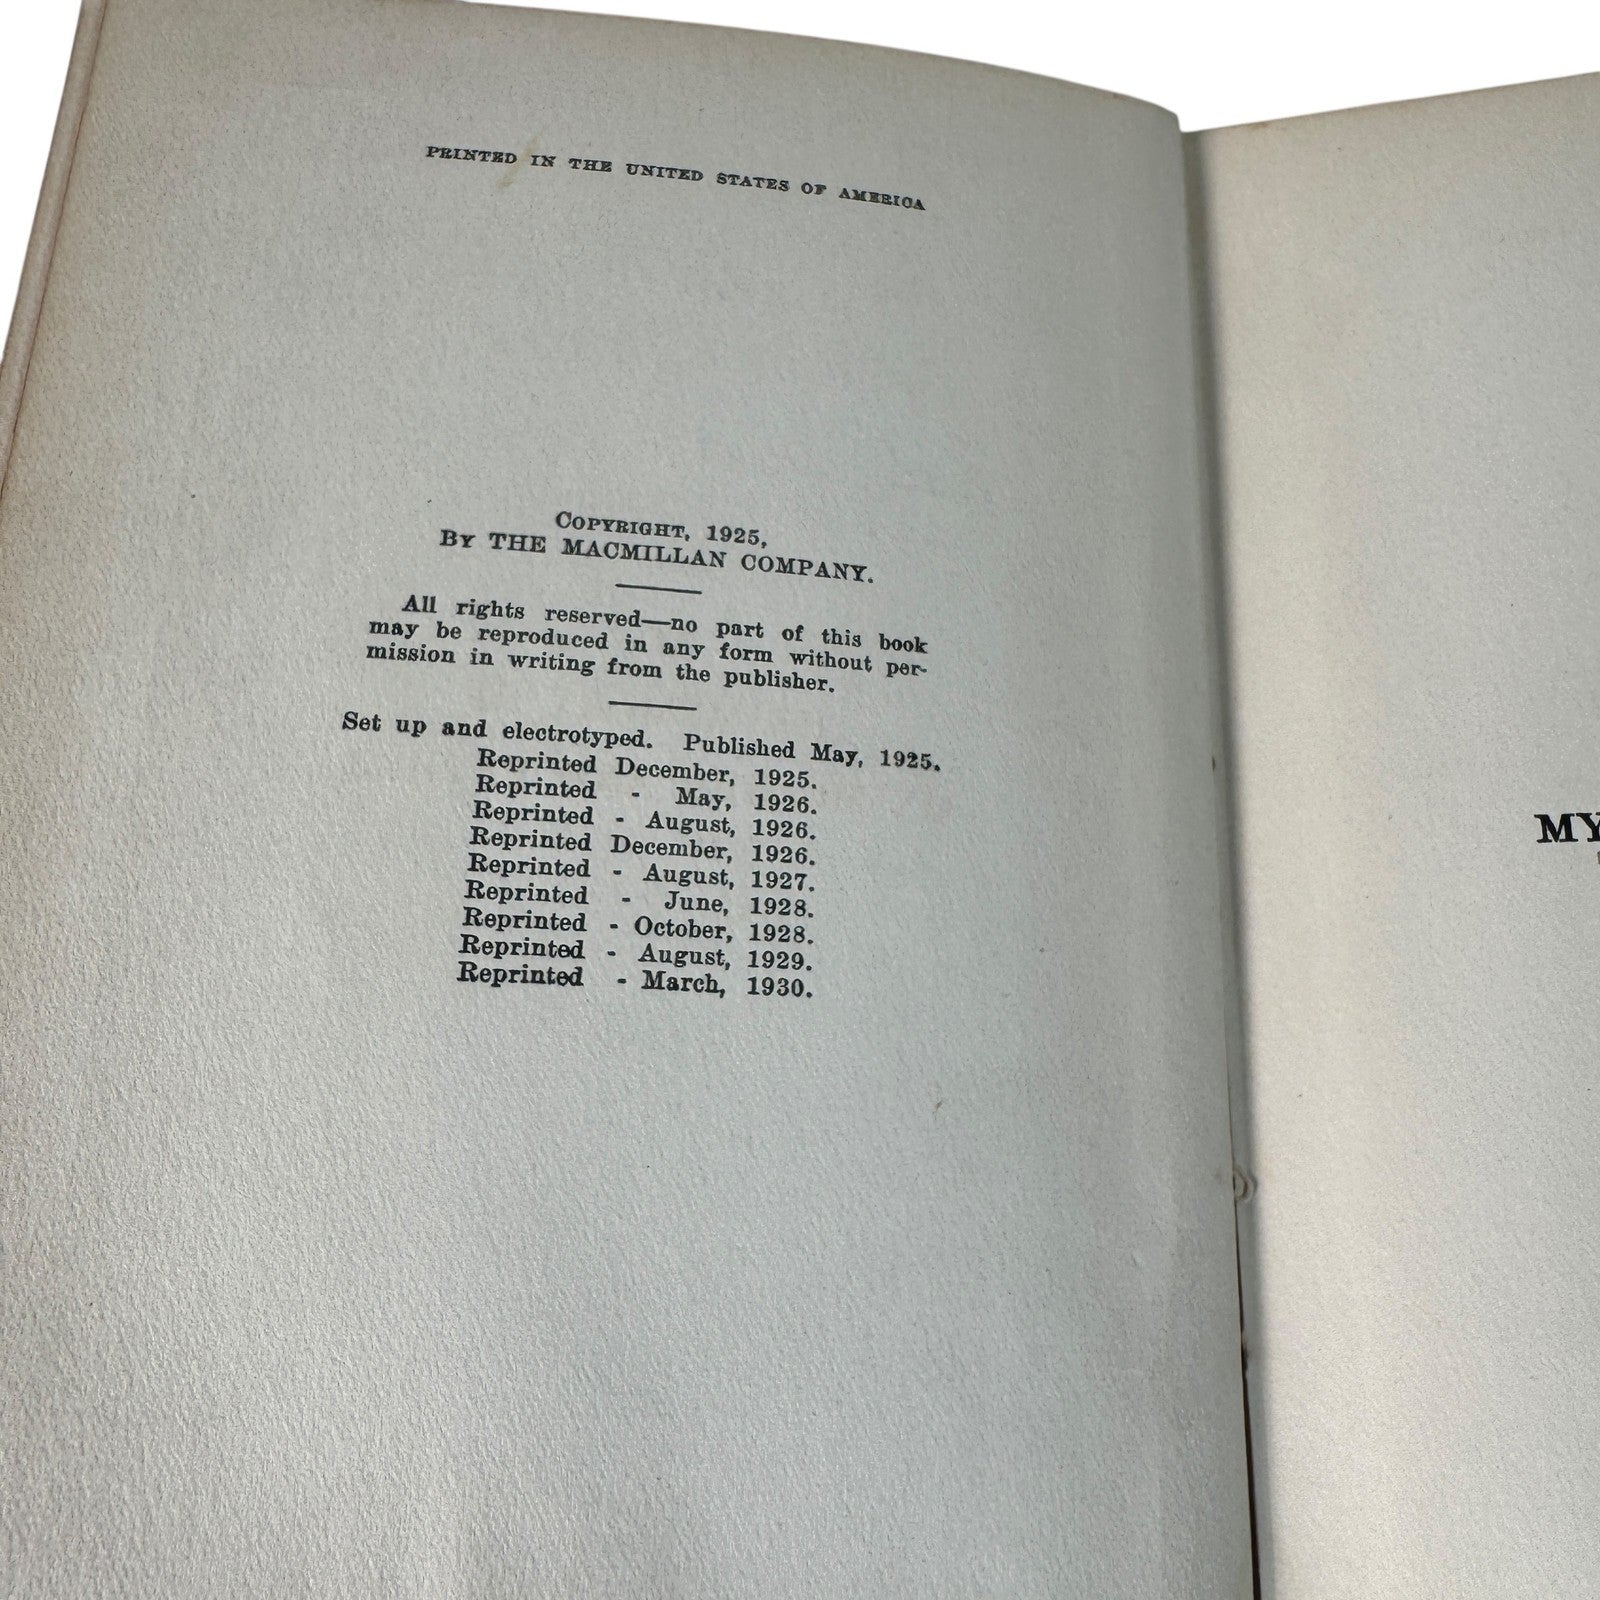 PRINTED IN THE UNITED STATES OF AMERICA
COPYRIGHT, 1925,
BY THE MACMILLAN COMPANY.
All rights reserved—no part of this book
may be reproduced in any form without per-
mission in writing from the publisher.
Set up and electrotyped. Published May, 1925.
Reprinted December, 1925.
Reprinted - May, 1926.
Reprinted - August, 1926.
Reprinted December, 1926.
Reprinted - August, 1927.
Reprinted - June, 1928.
Reprinted - October, 1928.
Reprinted - August, 1929.
Reprinted - March, 1930.
MY